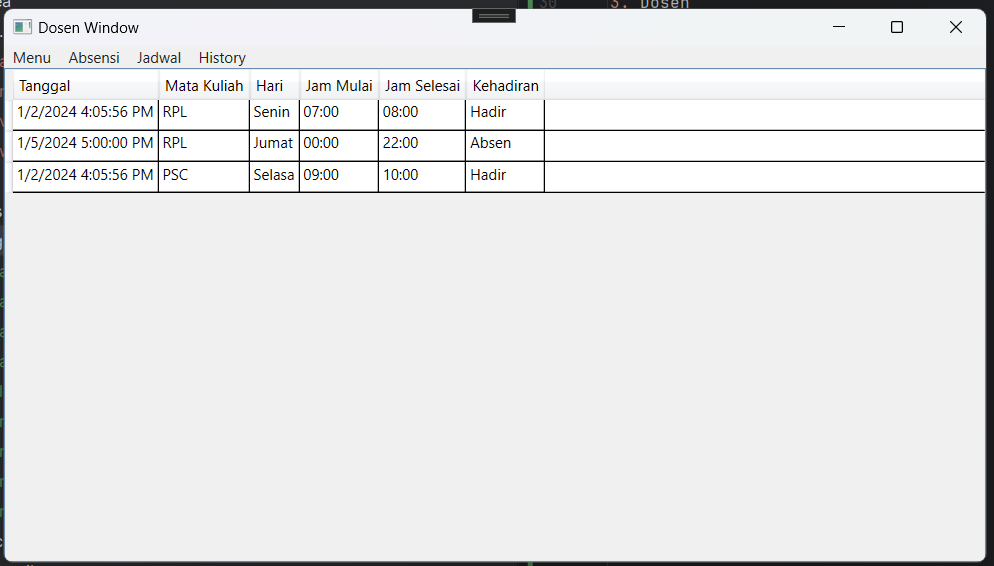 30 3. Dosen
Dosen Window
Menu Absensi Jadwal History
Tanggal Mata Kuliah Hari Jam Mulai Jam Selesai Kehadiran
1/2/2024 4:05:56 PM RPL Senin 07:00 08:00 Hadir
1/5/2024 5:00:00 PM RPL Jumat 00:00 22:00 Absen
1/2/2024 4:05:56 PM PSC Selasa 09:00 10:00 Hadir